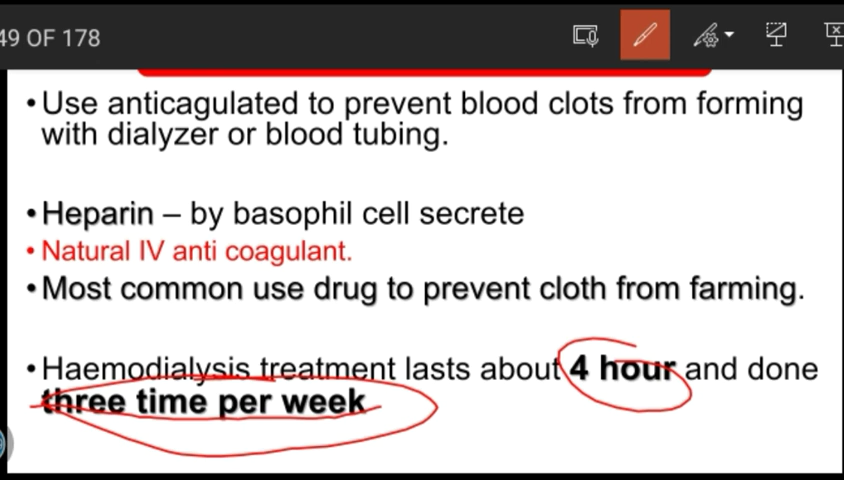 49 OF 178
•Use anticagulated to prevent blood clots from forming
with dialyzer or blood tubing.
•Heparin – by basophil cell secrete
• Natural IV anti coagulant.
•Most common use drug to prevent cloth from farming.
•Haemodialysis treatment lasts about 4 hour and done
three time per week